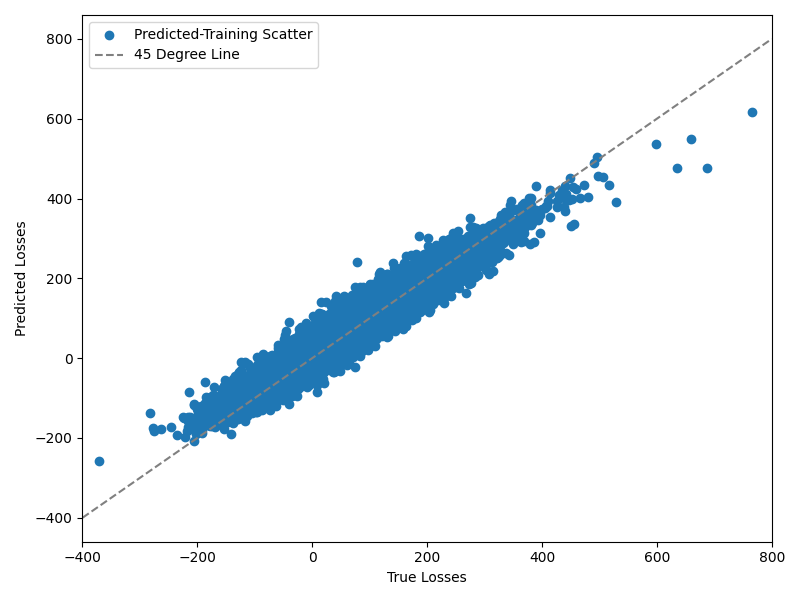 Predicted-Training Scatter
45 Degree Line
800
600
400
200
0
−200
−400
Predicted Losses
−400 −200 0 200 400 600 800
True Losses